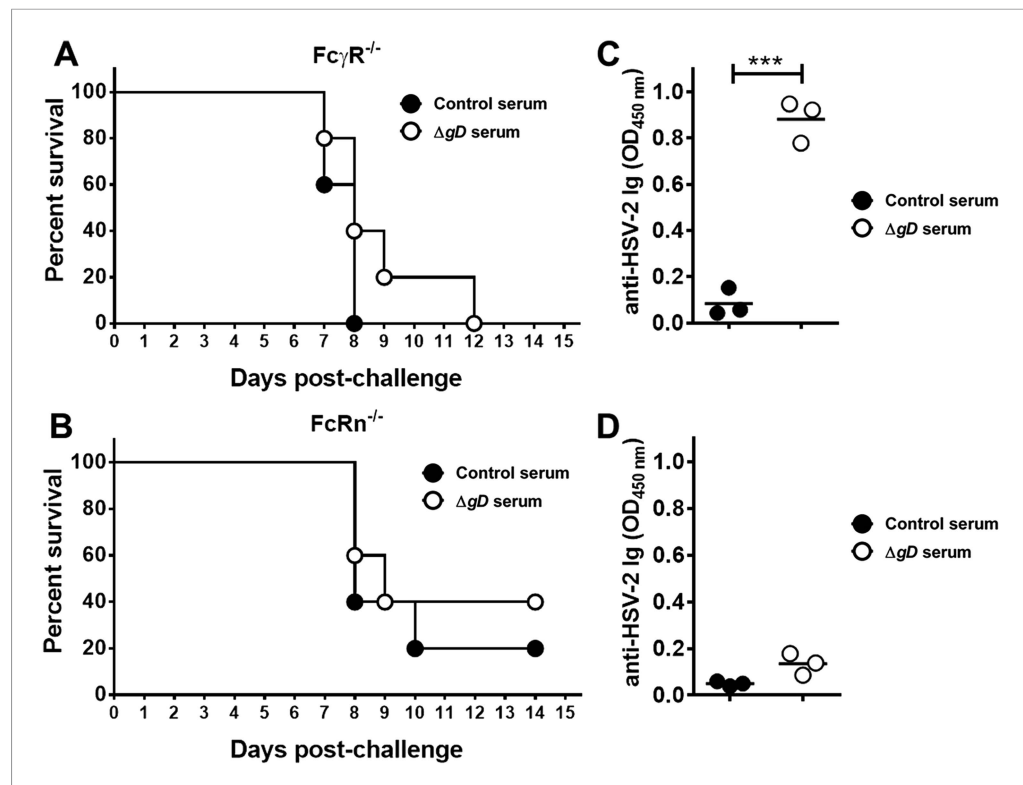 A
FcγR-/-
Percent survival
100
80
60
40
20
0
0 1 2 3 4 5 6 7 8 9 10 11 12 13 14 15
Days post-challenge
Control serum
ΔgD serum
C
***
anti-HSV-2 Ig (OD450 nm)
1.0
0.8
0.6
0.4
0.2
0.0
Control serum
ΔgD serum
B
FcRn-/-
Percent survival
100
80
60
40
20
0
0 1 2 3 4 5 6 7 8 9 10 11 12 13 14 15
Days post-challenge
Control serum
ΔgD serum
D
anti-HSV-2 Ig (OD450 nm)
1.0
0.8
0.6
0.4
0.2
0.0
Control serum
ΔgD serum